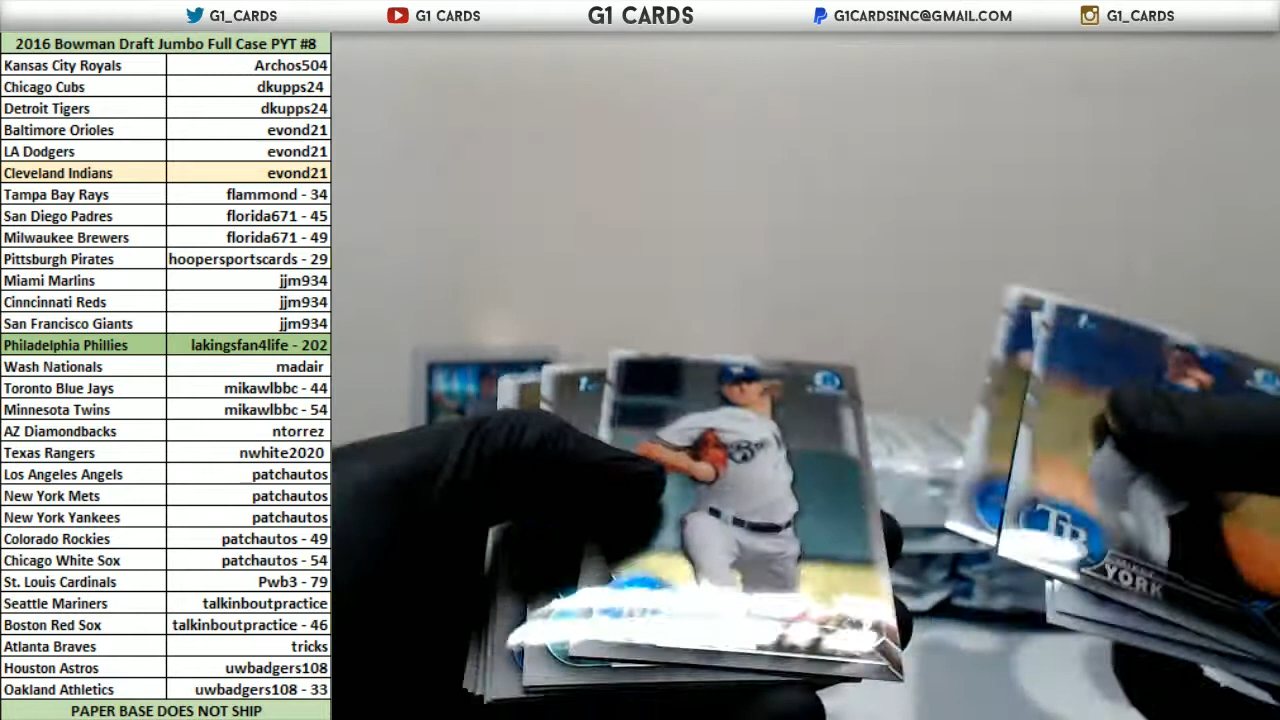 G1_CARDS G1 CARDS G1 CARDS G1CARDSINC@GMAIL.COM G1_CARDS
2016 Bowman Draft Jumbo Full Case PYT #8
Kansas City Royals Archos504
Chicago Cubs dkupps24
Detroit Tigers dkupps24
Baltimore Orioles evond21
LA Dodgers evond21
Cleveland Indians evond21
Tampa Bay Rays flammond - 34
San Diego Padres florida671 - 45
Milwaukee Brewers florida671 - 49
Pittsburgh Pirates hoopersportscards - 29
Miami Marlins jjm934
Cinncinnati Reds jjm934
San Francisco Giants jjm934
Philadelphia Phillies lakingsfan4life - 202
Wash Nationals madair
Toronto Blue Jays mikawlbbc - 44
Minnesota Twins mikawlbbc - 54
AZ Diamondbacks ntorrez
Texas Rangers nwhite2020
Los Angeles Angels patchautos
New York Mets patchautos
New York Yankees patchautos
Colorado Rockies patchautos - 49
Chicago White Sox patchautos - 54
St. Louis Cardinals Pwb3 - 79
Seattle Mariners talkinboutpractice
Boston Red Sox talkinboutpractice - 46
Atlanta Braves tricks
Houston Astros uwbadgers108
Oakland Athletics uwbadgers108 - 33
PAPER BASE DOES NOT SHIP
TB
YORK